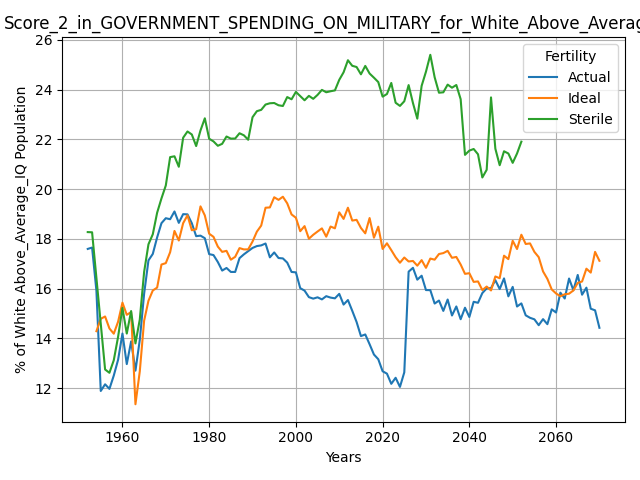 Score_2_in_GOVERNMENT_SPENDING_ON_MILITARY_for_White_Above_Averag
26
24
22
20
18
16
14
12
% of White Above_Average_IQ Population
Fertility
Actual
Ideal
Sterile
1960 1980 2000 2020 2040 2060
Years